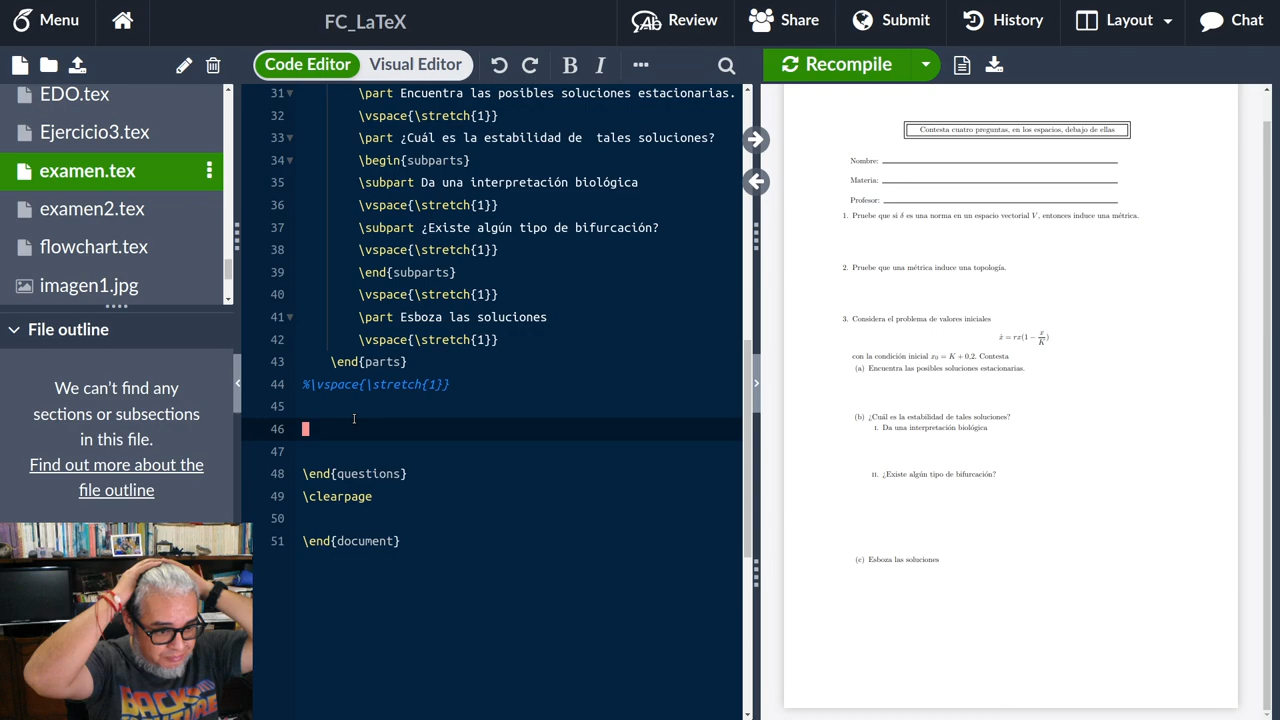 Menu
FC_LaTeX
Review
Share
Submit
History
Layout
Chat
Code Editor
Visual Editor
B
I
Recompile
EDO.tex
Ejercicio3.tex
examen.tex
examen2.tex
flowchart.tex
imagen1.jpg
File outline
We can't find any
sections or subsections
in this file.
Find out more about the
file outline
31 \part Encuentra las posibles soluciones estacionarias.
32 \vspace{\stretch{1}}
33 \part ¿Cuál es la estabilidad de  tales soluciones?
34 \begin{subparts}
35 \subpart Da una interpretación biológica
36 \vspace{\stretch{1}}
37 \subpart ¿Existe algún tipo de bifurcación?
38 \vspace{\stretch{1}}
39 \end{subparts}
40 \vspace{\stretch{1}}
41 \part Esboza las soluciones
42 \vspace{\stretch{1}}
43 \end{parts}
44 %\vspace{\stretch{1}}
45
46
47
48 \end{questions}
49 \clearpage
50
51 \end{document}
Contesta cuatro preguntas, en los espacios, debajo de ellas
Nombre:
Materia:
Profesor:
1. Pruebe que si δ es una norma en un espacio vectorial V, entonces induce una métrica.
2. Pruebe que una métrica induce una topología.
3. Considera el problema de valores iniciales
ẋ = rx(1 − x/K)
con la condición inicial x₀ = K + 0,2. Contesta
(a) Encuentra las posibles soluciones estacionarias.
(b) ¿Cuál es la estabilidad de tales soluciones?
I. Da una interpretación biológica
II. ¿Existe algún tipo de bifurcación?
(c) Esboza las soluciones
BACK